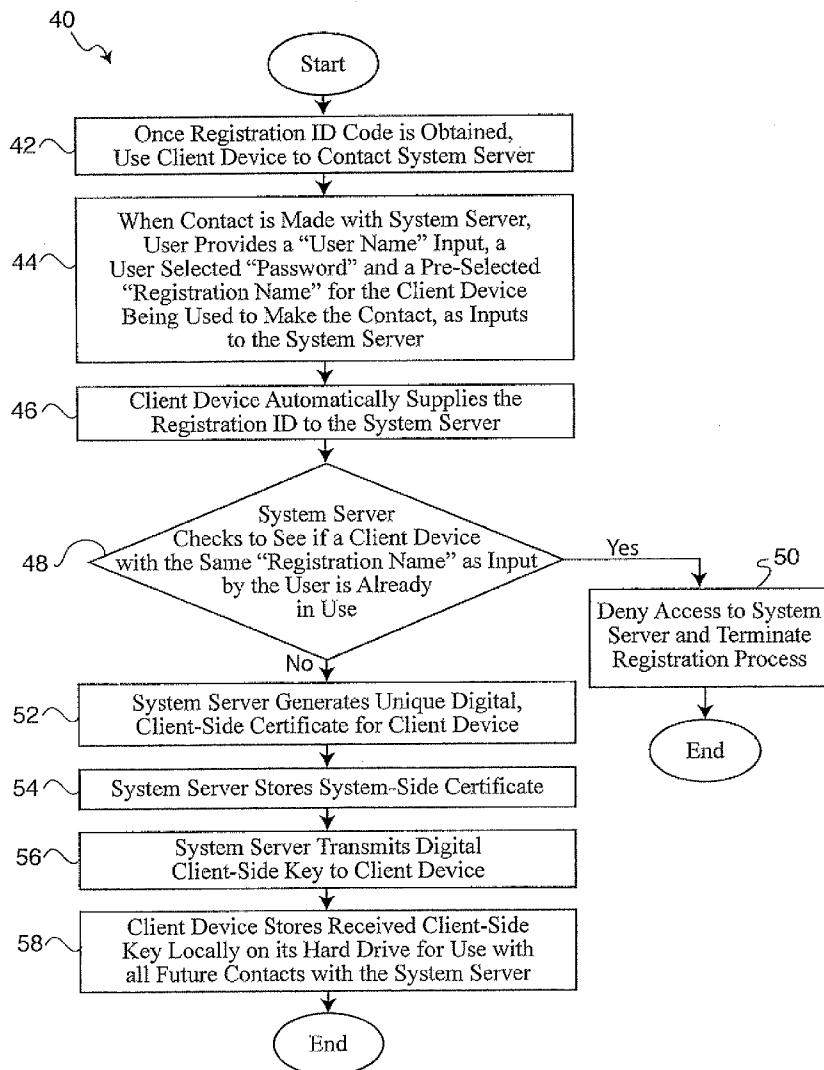 40
Start
42
Once Registration ID Code is Obtained,
Use Client Device to Contact System Server
44
When Contact is Made with System Server,
User Provides a “User Name” Input, a
User Selected “Password” and a Pre-Selected
“Registration Name” for the Client Device
Being Used to Make the Contact, as Inputs
to the System Server
46
Client Device Automatically Supplies the
Registration ID to the System Server
48
System Server
Checks to See if a Client Device
with the Same “Registration Name” as Input
by the User is Already
in Use
Yes
50
Deny Access to System
Server and Terminate
Registration Process
End
No
52
System Server Generates Unique Digital,
Client-Side Certificate for Client Device
54
System Server Stores System-Side Certificate
56
System Server Transmits Digital
Client-Side Key to Client Device
58
Client Device Stores Received Client-Side
Key Locally on its Hard Drive for Use with
all Future Contacts with the System Server
End